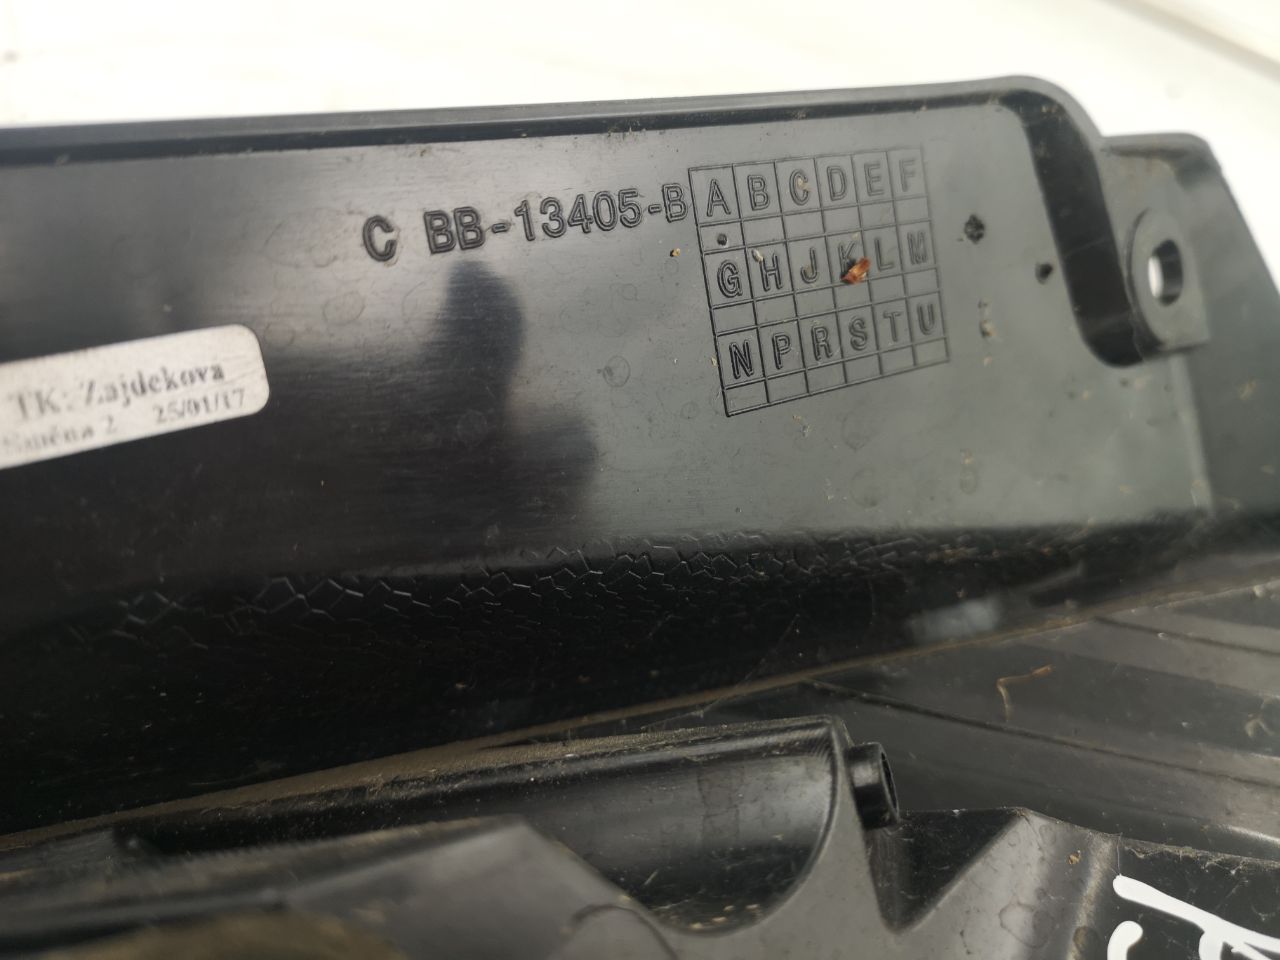 C BB-13405-B
A B C D E F
G H J K L M
N P R S T U
TK: Zajdekova
Směna 2 25/01/17